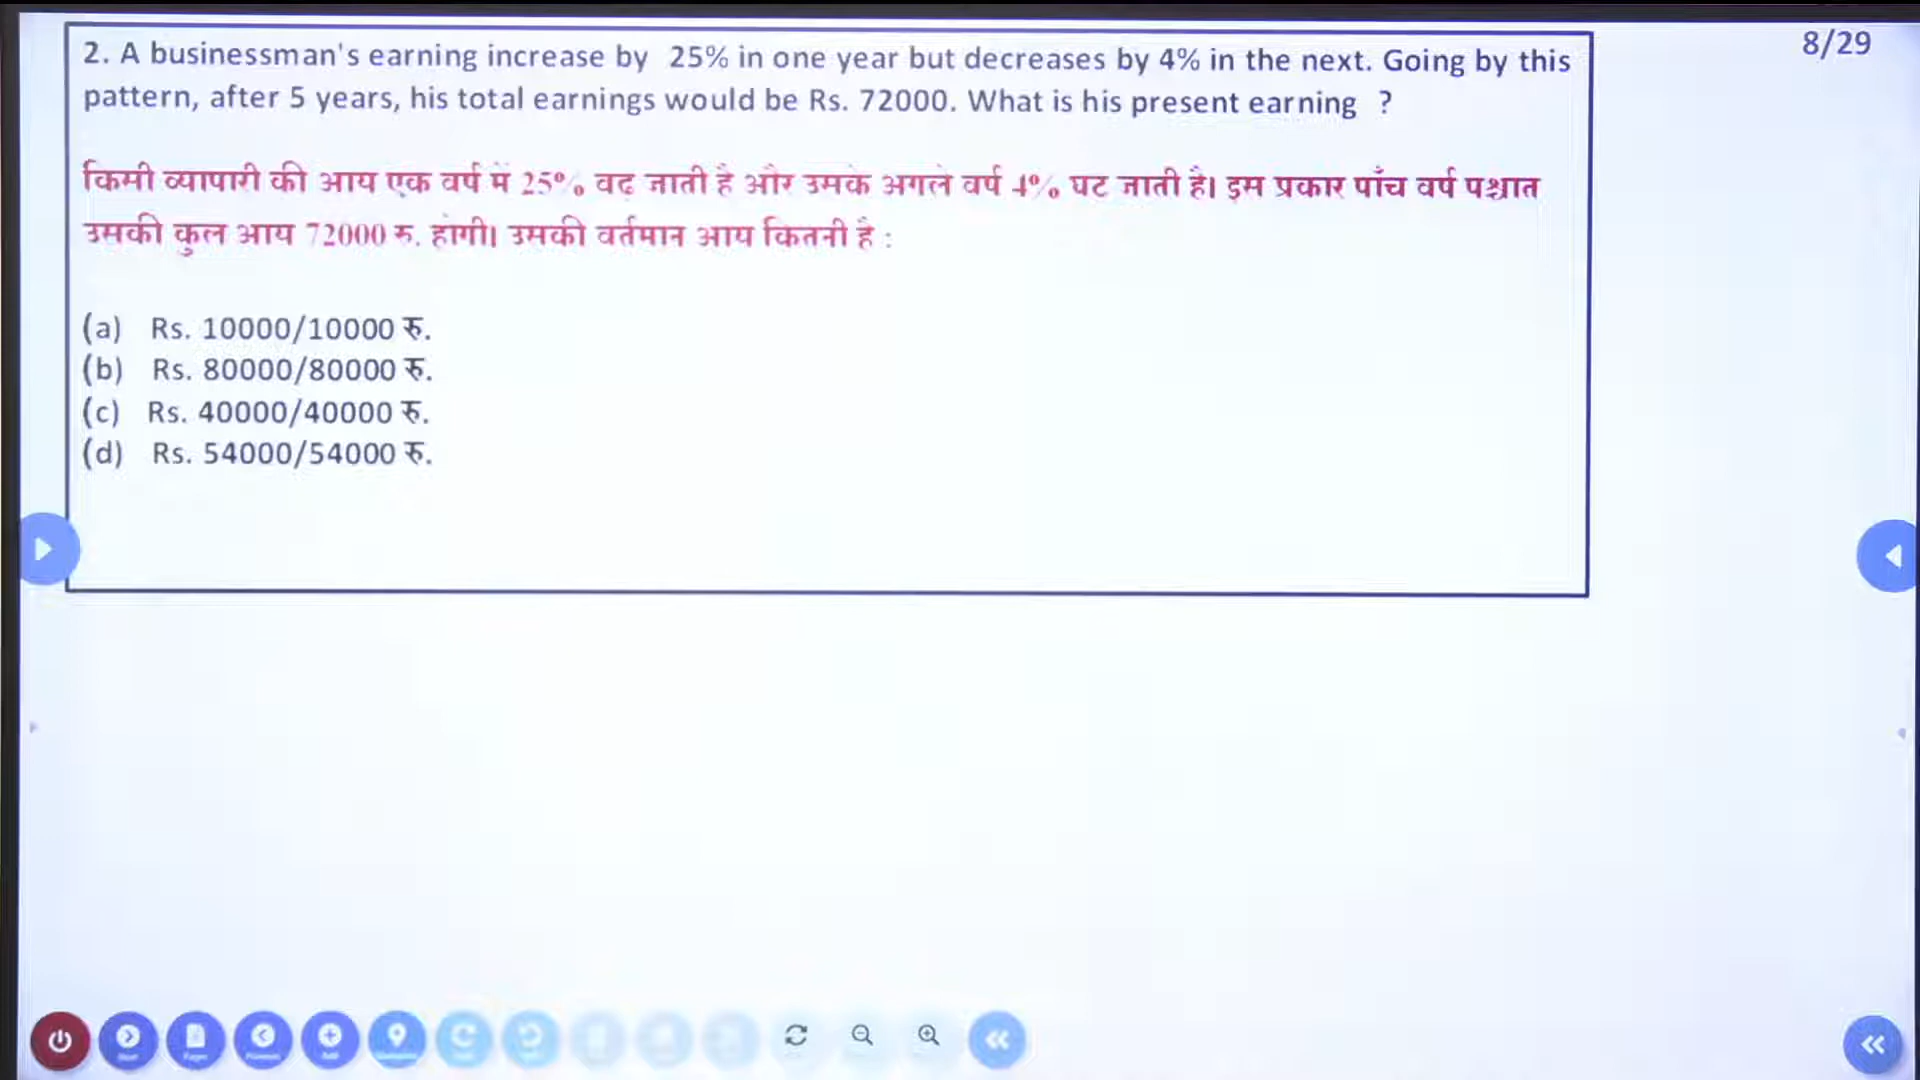 8/29
2. A businessman's earning increase by 25% in one year but decreases by 4% in the next. Going by this
pattern, after 5 years, his total earnings would be Rs. 72000. What is his present earning ?
किसी व्यापारी की आय एक वर्ष में 25% बढ़ जाती है और उसके अगले वर्ष 4% घट जाती है। इस प्रकार पाँच वर्ष पश्चात
उसकी कुल आय 72000 रु. होगी। उसकी वर्तमान आय कितनी है :
(a) Rs. 10000/10000 रु.
(b) Rs. 80000/80000 रु.
(c) Rs. 40000/40000 रु.
(d) Rs. 54000/54000 रु.